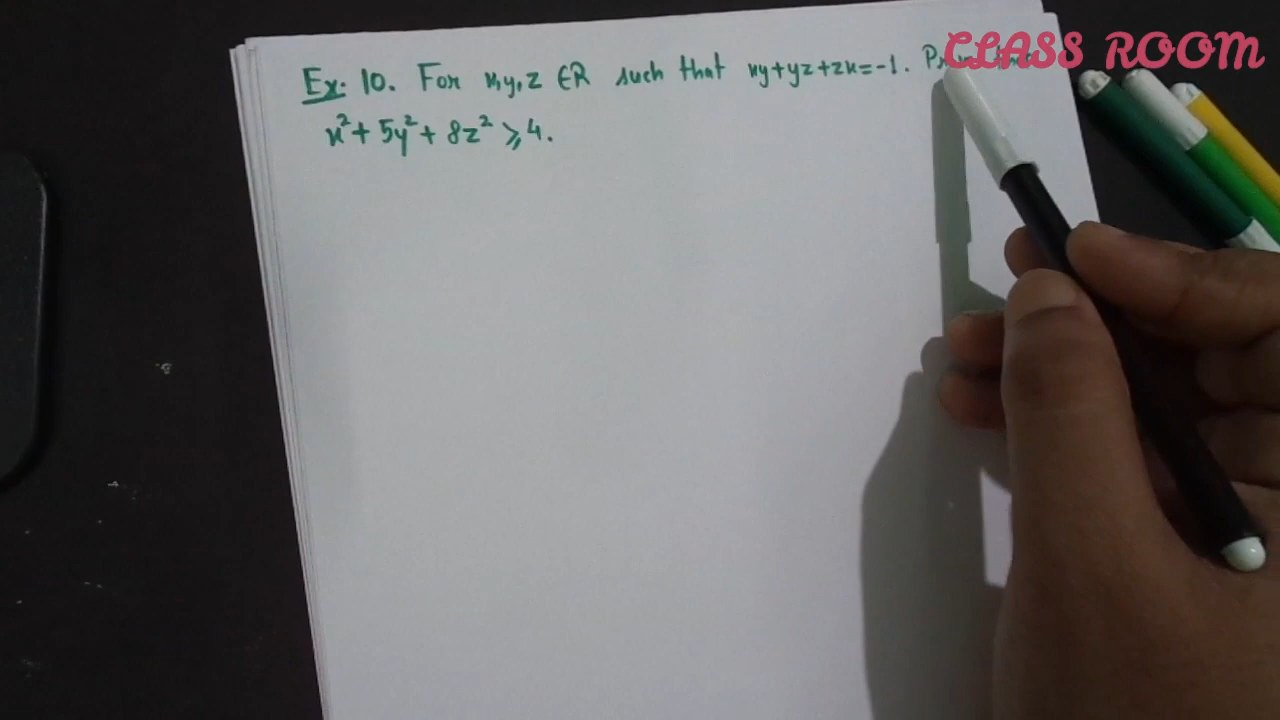 CLASS ROOM
Ex. 10. For x, y, z ∈ R such that xy+yz+zx=-1.
x²+ 5y²+ 8z² ⩾ 4.